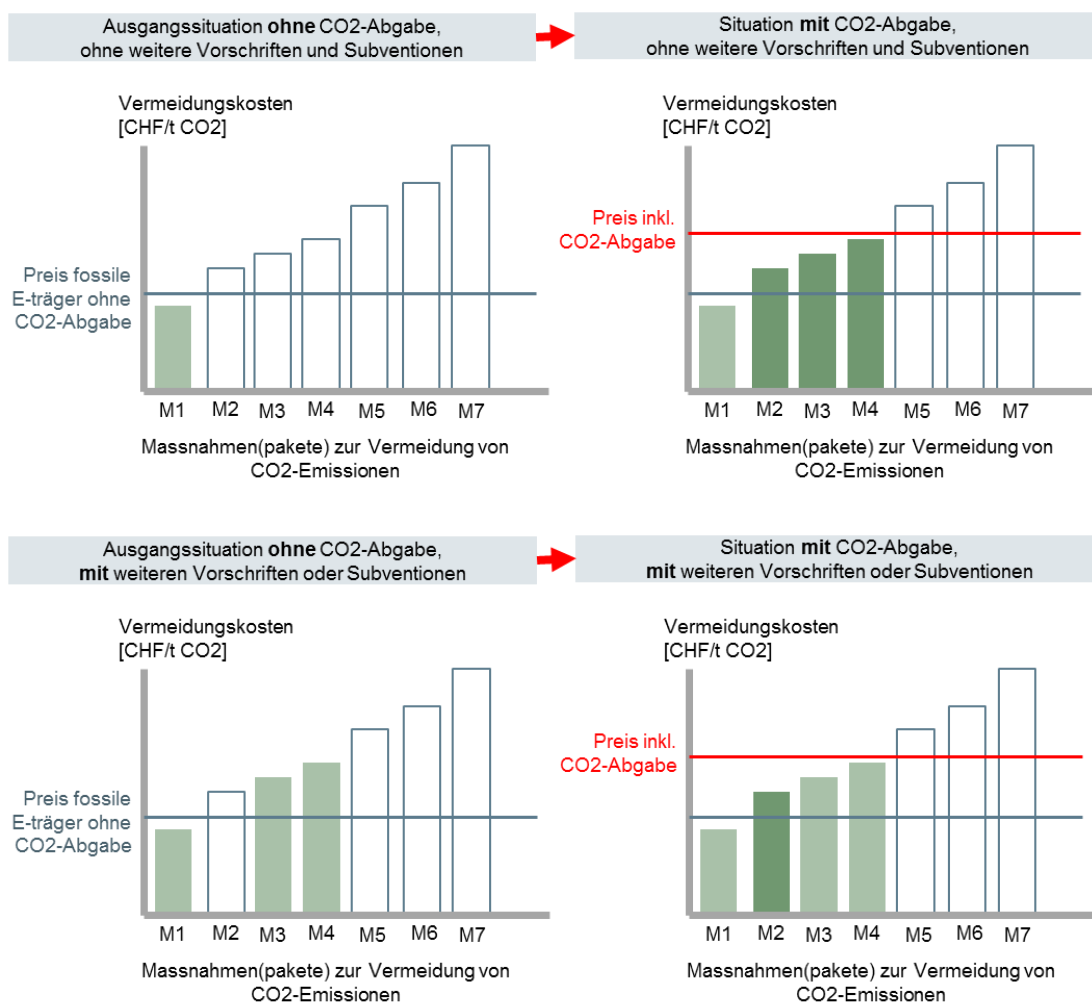 Ausgangssituation ohne CO2-Abgabe,
ohne weitere Vorschriften und Subventionen
Situation mit CO2-Abgabe,
ohne weitere Vorschriften und Subventionen
Vermeidungskosten
[CHF/t CO2]
Preis fossile
E-träger ohne
CO2-Abgabe
M1 M2 M3 M4 M5 M6 M7
Massnahmen(pakete) zur Vermeidung von
CO2-Emissionen
Vermeidungskosten
[CHF/t CO2]
Preis inkl.
CO2-Abgabe
M1 M2 M3 M4 M5 M6 M7
Massnahmen(pakete) zur Vermeidung von
CO2-Emissionen
Ausgangssituation ohne CO2-Abgabe,
mit weiteren Vorschriften oder Subventionen
Situation mit CO2-Abgabe,
mit weiteren Vorschriften oder Subventionen
Vermeidungskosten
[CHF/t CO2]
Preis fossile
E-träger ohne
CO2-Abgabe
M1 M2 M3 M4 M5 M6 M7
Massnahmen(pakete) zur Vermeidung von
CO2-Emissionen
Vermeidungskosten
[CHF/t CO2]
Preis inkl.
CO2-Abgabe
M1 M2 M3 M4 M5 M6 M7
Massnahmen(pakete) zur Vermeidung von
CO2-Emissionen